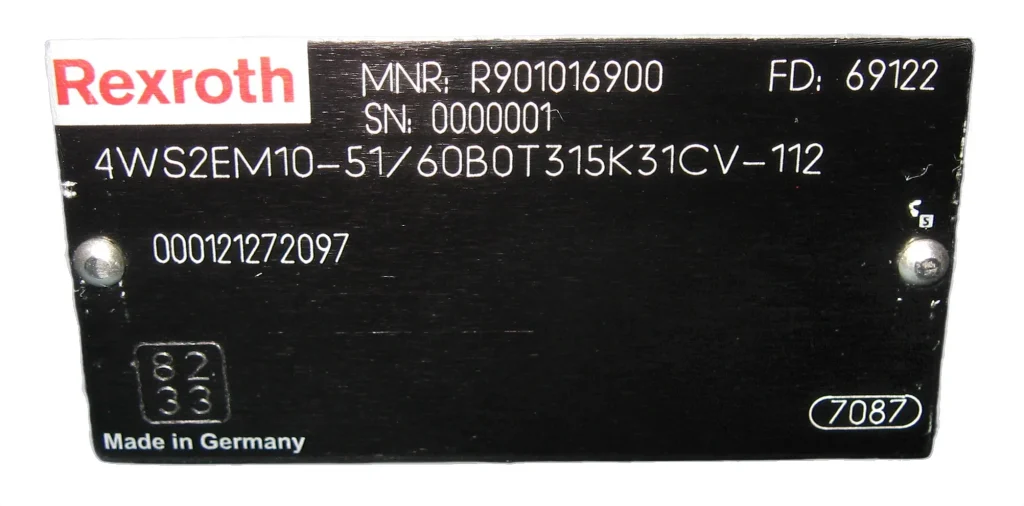 Rexroth
MNR: R901016900 FD: 69122
SN: 0000001
4WS2EM10-51/60B0T315K31CV-112
S
000121272097
82
33
7087
Made in Germany